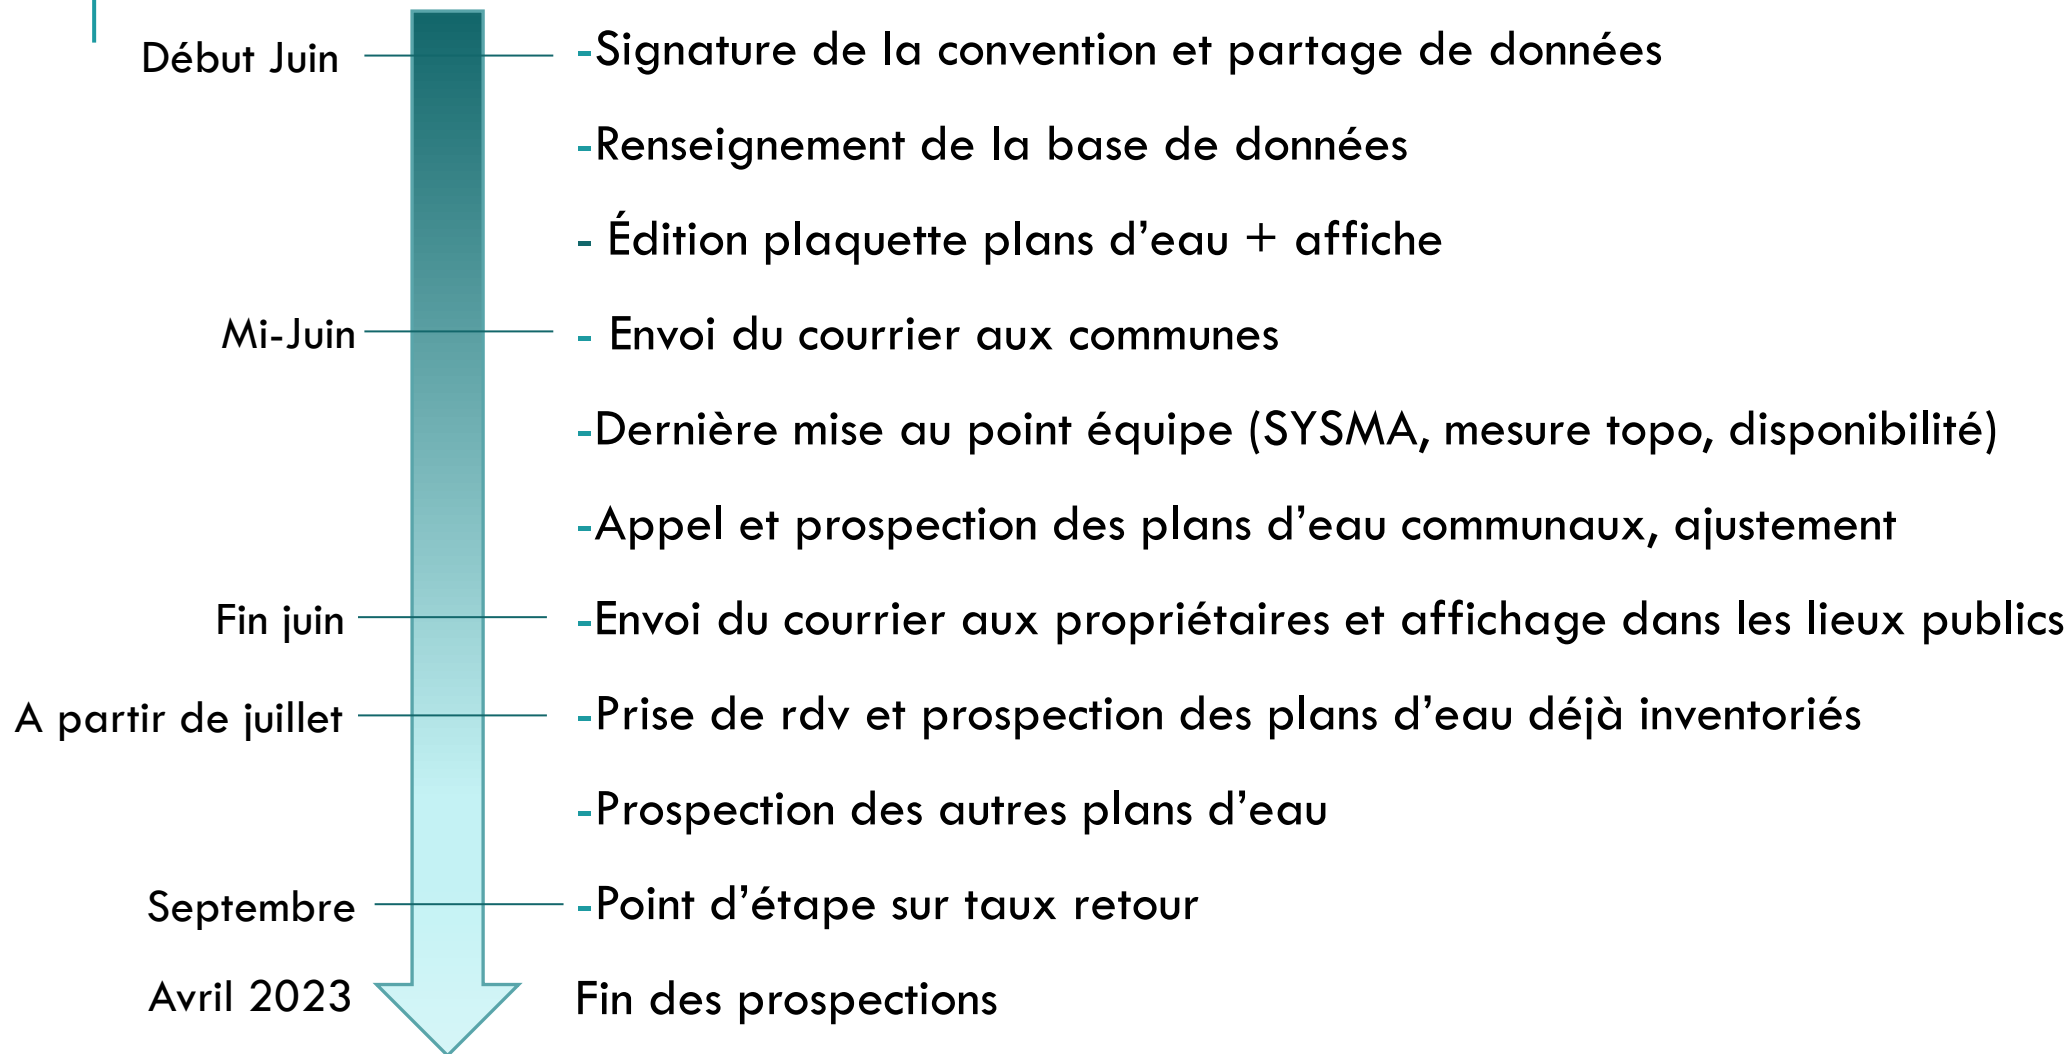 Début Juin
-Signature de la convention et partage de données
-Renseignement de la base de données
- Édition plaquette plans d’eau + affiche
Mi-Juin
- Envoi du courrier aux communes
-Dernière mise au point équipe (SYSMA, mesure topo, disponibilité)
-Appel et prospection des plans d’eau communaux, ajustement
Fin juin
-Envoi du courrier aux propriétaires et affichage dans les lieux publics
A partir de juillet
-Prise de rdv et prospection des plans d’eau déjà inventoriés
-Prospection des autres plans d’eau
Septembre
-Point d’étape sur taux retour
Avril 2023
Fin des prospections